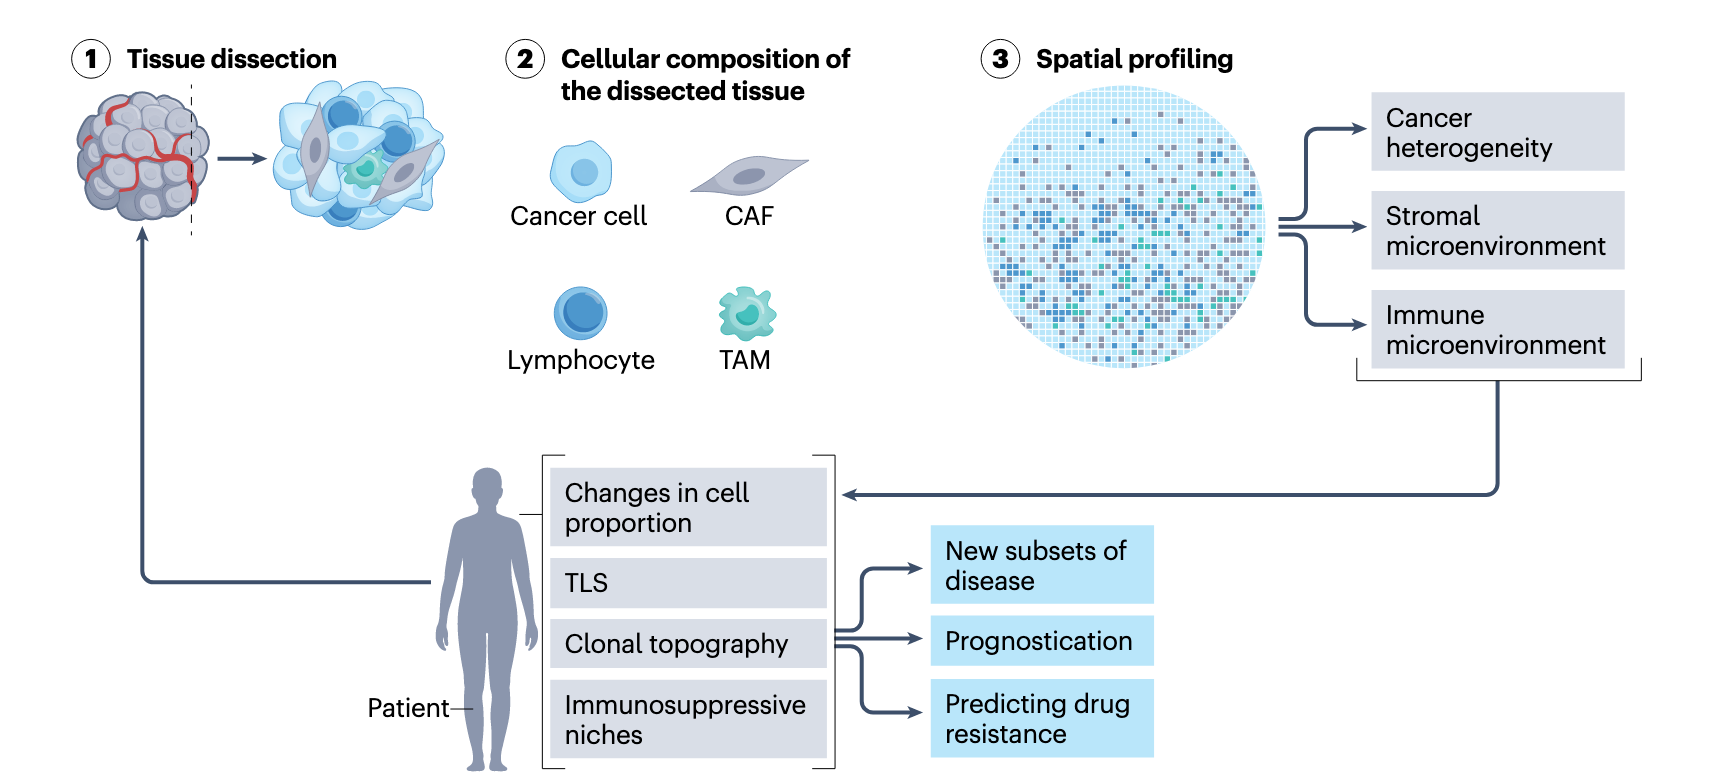 1 Tissue dissection
2 Cellular composition of
the dissected tissue
Cancer cell
CAF
Lymphocyte
TAM
3 Spatial profiling
Cancer
heterogeneity
Stromal
microenvironment
Immune
microenvironment
Patient
Changes in cell
proportion
TLS
Clonal topography
Immunosuppressive
niches
New subsets of
disease
Prognostication
Predicting drug
resistance